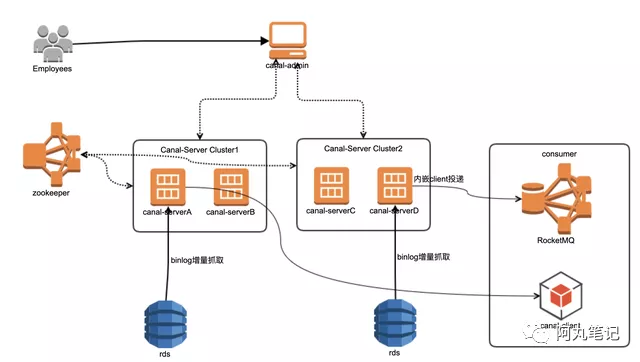 Employees
canal-admin
zookeeper
Canal-Server Cluster1
canal-serverA
canal-serverB
Canal-Server Cluster2
canal-serverC
canal-serverD
内嵌client投递
consumer
RocketMQ
binlog增量抓取
binlog增量抓取
rds
rds
canal client
阿丸笔记